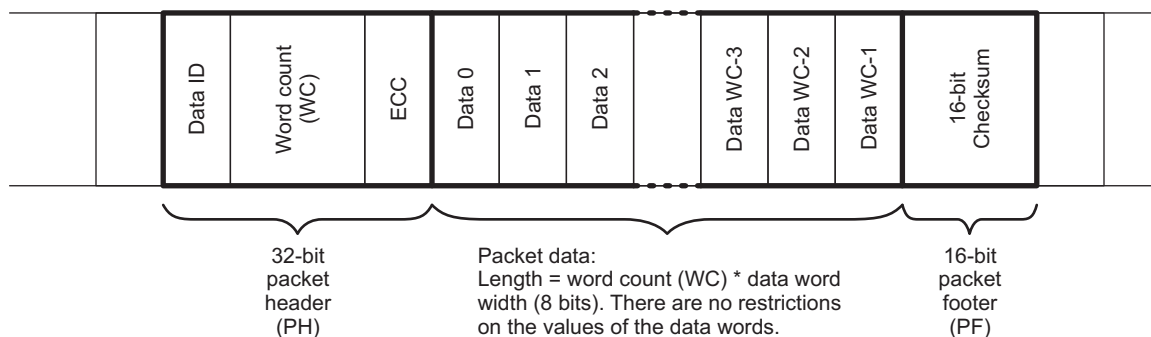 Data ID
Word count
(WC)
ECC
Data 0
Data 1
Data 2
Data WC-3
Data WC-2
Data WC-1
16-bit
Checksum
32-bit
packet
header
(PH)
Packet data:
Length = word count (WC) * data word
width (8 bits). There are no restrictions
on the values of the data words.
16-bit
packet
footer
(PF)